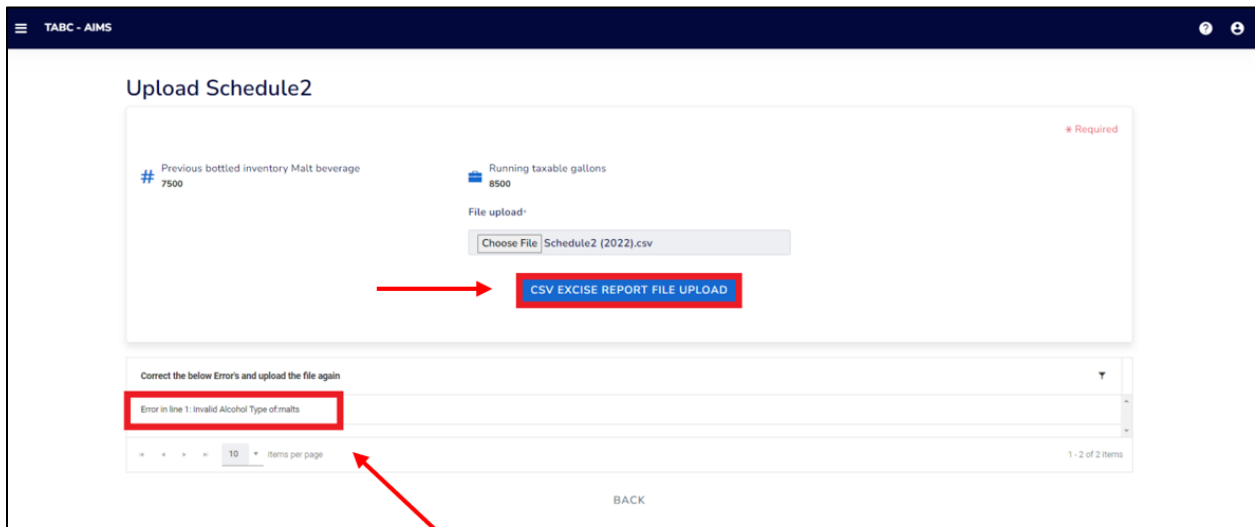 TABC - AIMS
Upload Schedule2
* Required
Previous bottled inventory Malt beverage
7500
Running taxable gallons
8500
File upload*
Choose File Schedule2 (2022).csv
CSV EXCISE REPORT FILE UPLOAD
Correct the below Error's and upload the file again
Error in line 1: Invalid Alcohol Type of:malts
10 items per page
1 - 2 of 2 items
BACK